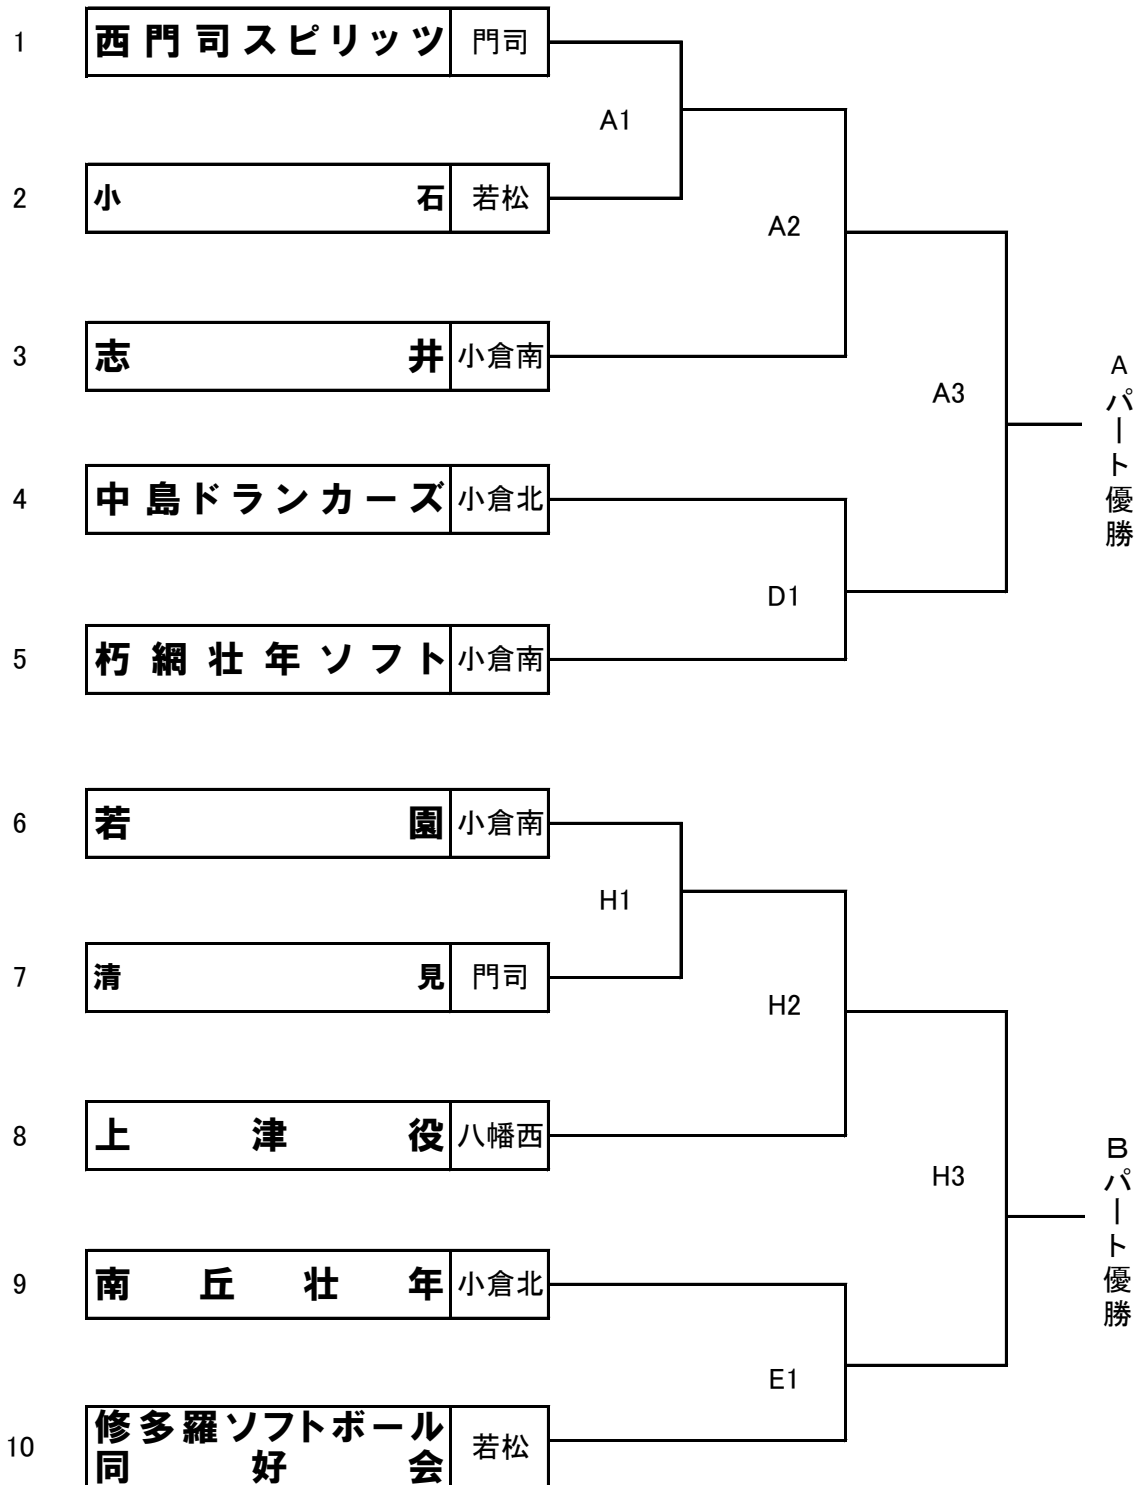 1 西門司スピリッツ 門司
A1
2 小石 若松
A2
3 志井 小倉南
A3
Aパート優勝
4 中島ドランカーズ 小倉北
D1
5 朽網壮年ソフト 小倉南
6 若園 小倉南
H1
7 清見 門司
H2
8 上津役 八幡西
H3
Bパート優勝
9 南丘壮年 小倉北
E1
10 修多羅ソフトボール 若松
同好会